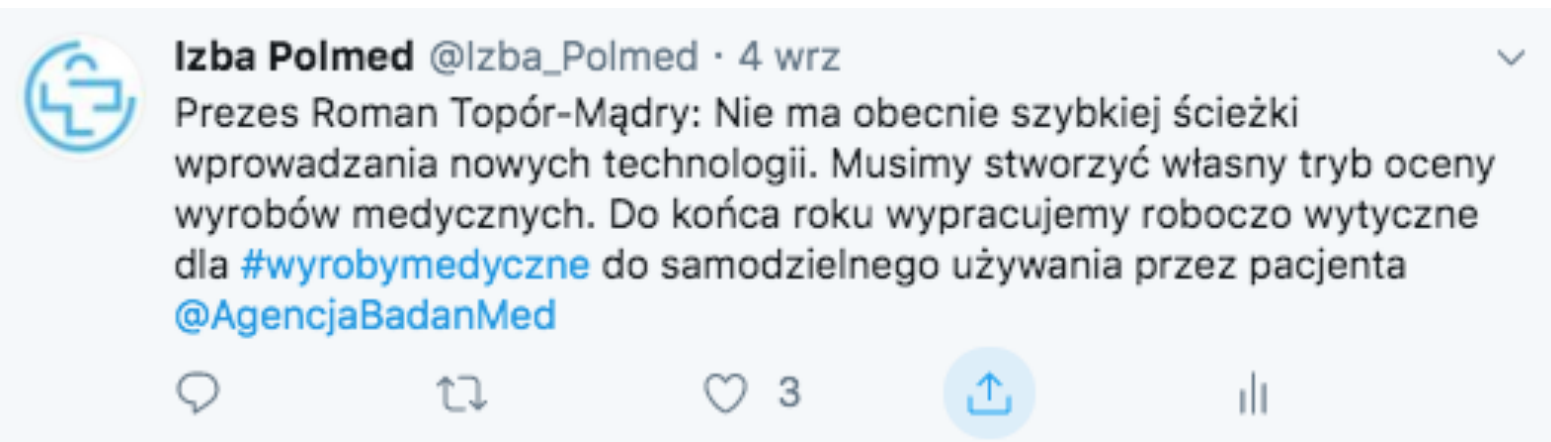 Izba Polmed @Izba_Polmed · 4 wrz
Prezes Roman Topór-Mądry: Nie ma obecnie szybkiej ścieżki
wprowadzania nowych technologii. Musimy stworzyć własny tryb oceny
wyrobów medycznych. Do końca roku wypracujemy roboczo wytyczne
dla #wyrobymedyczne do samodzielnego używania przez pacjenta
@AgencjaBadanMed
3